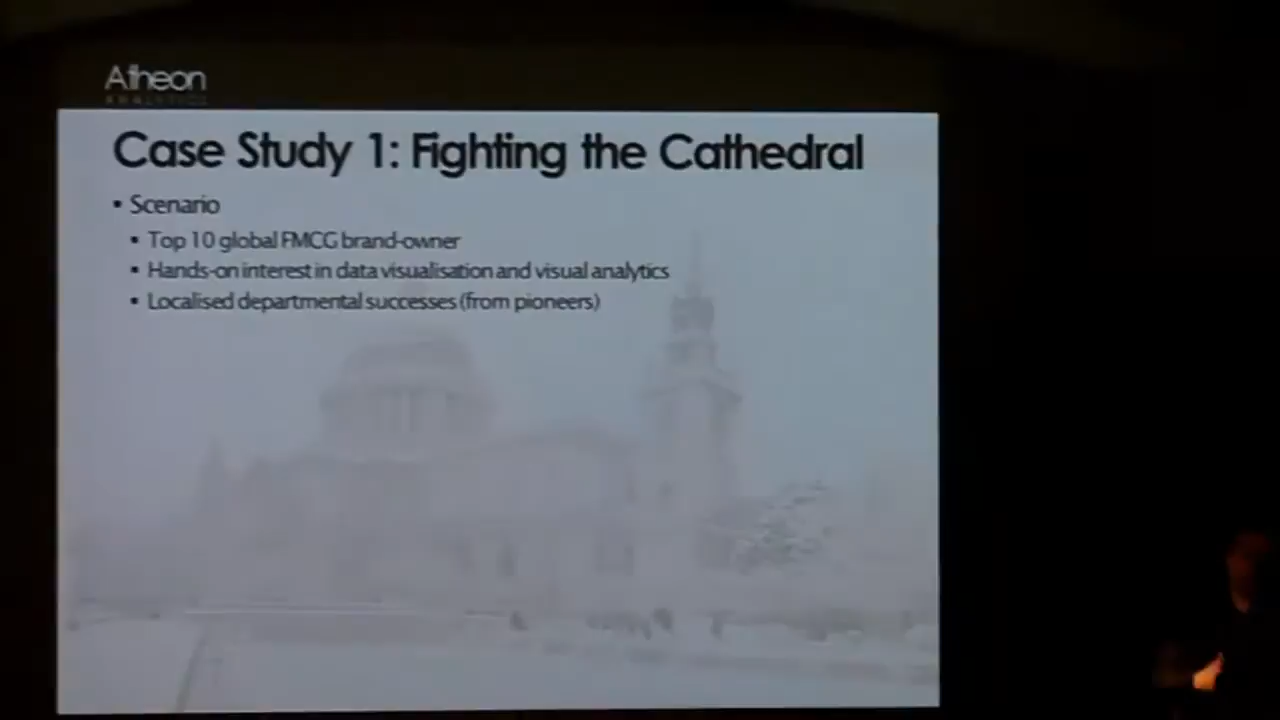 Atheon
ANALYTICS
Case Study 1: Fighting the Cathedral
▪ Scenario
▪ Top 10 global FMCG brand-owner
▪ Hands-on interest in data visualisation and visual analytics
▪ Localised departmental successes (from pioneers)